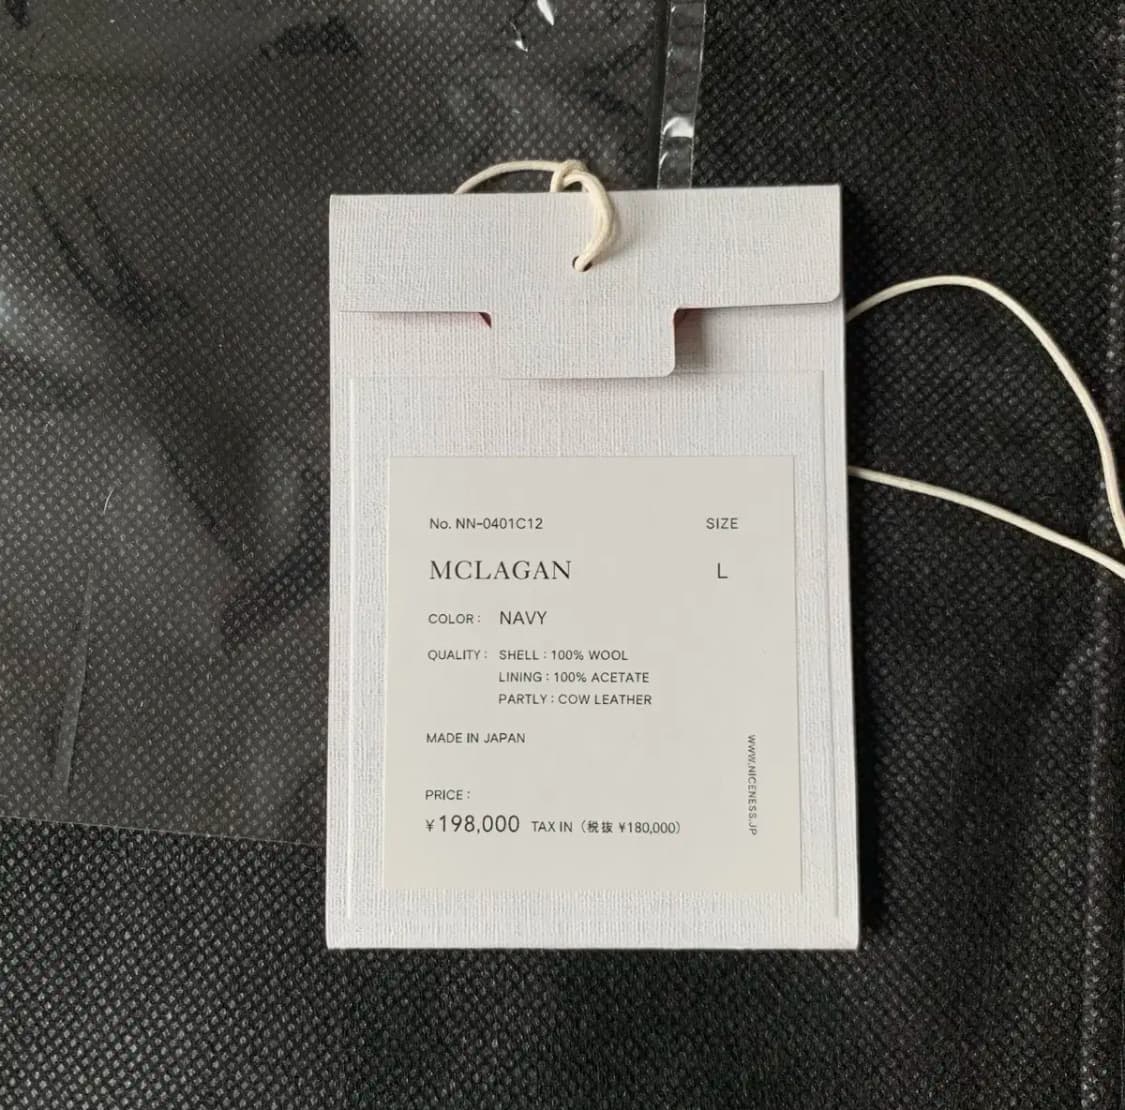 No. NN-0401C12 SIZE
MCLAGAN L
COLOR : NAVY
QUALITY : SHELL : 100% WOOL
LINING : 100% ACETATE
PARTLY : COW LEATHER
MADE IN JAPAN
WWW.NICENESS.JP
PRICE :
¥198,000 TAX IN（税抜 ¥180,000）